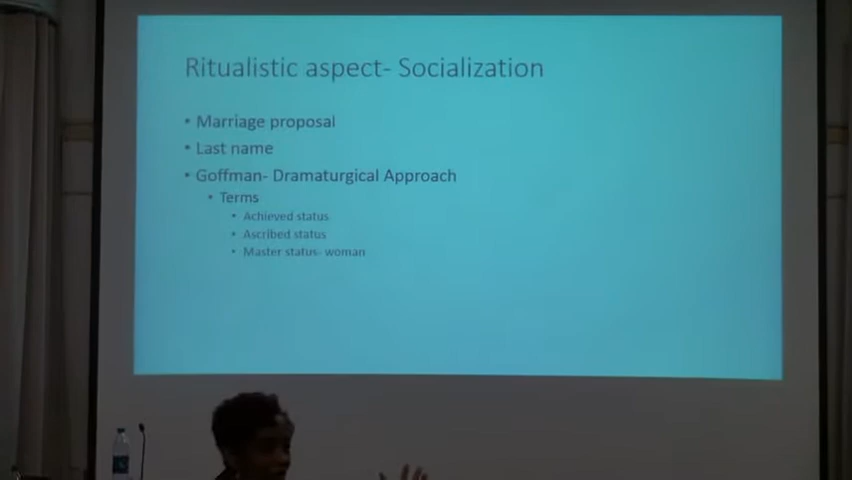 Ritualistic aspect- Socialization
• Marriage proposal
• Last name
• Goffman- Dramaturgical Approach
• Terms
• Achieved status
• Ascribed status
• Master status- woman